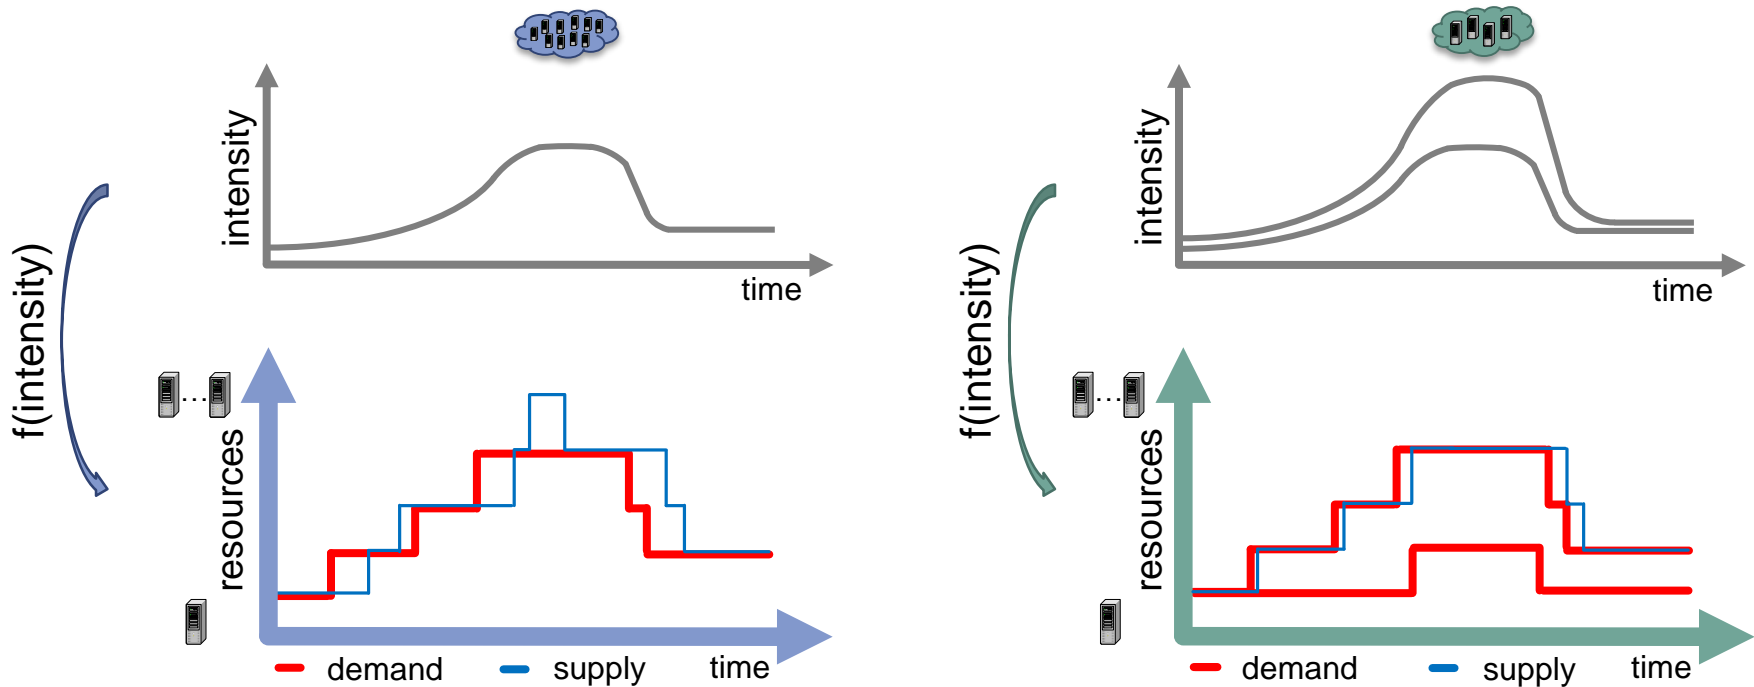 intensity
time
f(intensity)
...
resources
demand
supply
time
intensity
time
f(intensity)
...
resources
demand
supply
time